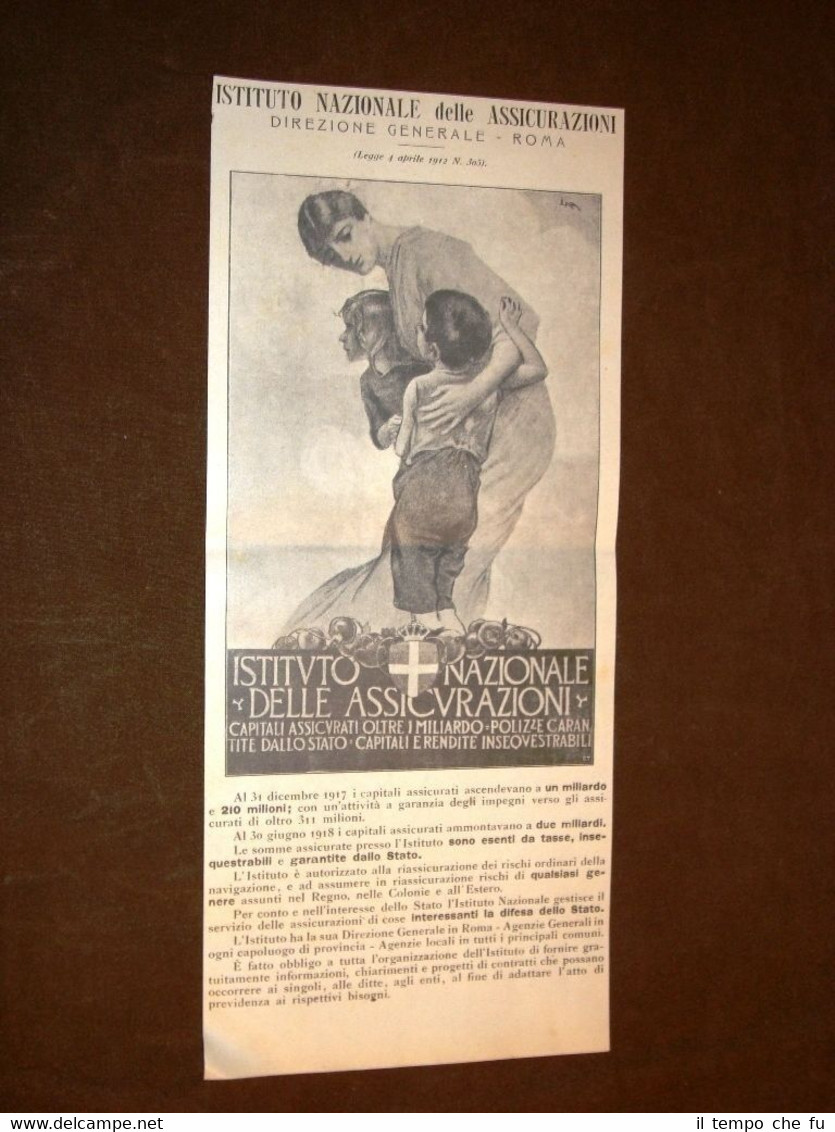 ISTITUTO NAZIONALE delle ASSICURAZIONI
DIREZIONE GENERALE - ROMA
(Legge 4 aprile 1912 N. 305).
ISTITVTO NAZIONALE
DELLE ASSICVRAZIONI
CAPITALI ASSICVRATI OLTRE 1 MILIARDO=POLIZZE GARAN
TITE DALLO STATO·CAPITALI E RENDITE INSEQVESTRABILI
Al 31 dicembre 1917 i capitali assicurati ascendevano a un miliardo
e 210 milioni; con un'attività a garanzia degli impegni verso gli assi-
curati di oltro 311 milioni.
Al 30 giugno 1918 i capitali assicurati ammontavano a due miliardi.
Le somme assicurate presso l'Istituto sono esenti da tasse, inse-
questrabili e garantite dallo Stato.
L'Istituto è autorizzato alla riassicurazione dei rischi ordinari della
navigazione, e ad assumere in riassicurazione rischi di qualsiasi ge-
nere assunti nel Regno, nelle Colonie e all'Estero.
Per conto e nell'interesse dello Stato l'Istituto Nazionale gestisce il
servizio delle assicurazioni di cose interessanti la difesa dello Stato.
L'Istituto ha la sua Direzione Generale in Roma - Agenzie Generali in
ogni capoluogo di provincia - Agenzie locali in tutti i principali comuni.
È fatto obbligo a tutta l'organizzazione dell'Istituto di fornire gra-
tuitamente informazioni, chiarimenti e progetti di contratti che possano
occorrere ai singoli, alle ditte, agli enti, al fine di adattare l'atto di
previdenza ai rispettivi bisogni.
HipPostcard
il tempo che fu